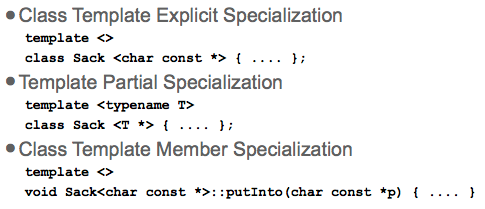 • Class Template Explicit Specialization
template <>
class Sack <char const *> { .... };
• Template Partial Specialization
template <typename T>
class Sack <T *> { .... };
• Class Template Member Specialization
template <>
void Sack<char const *>::putInto(char const *p) { .... }